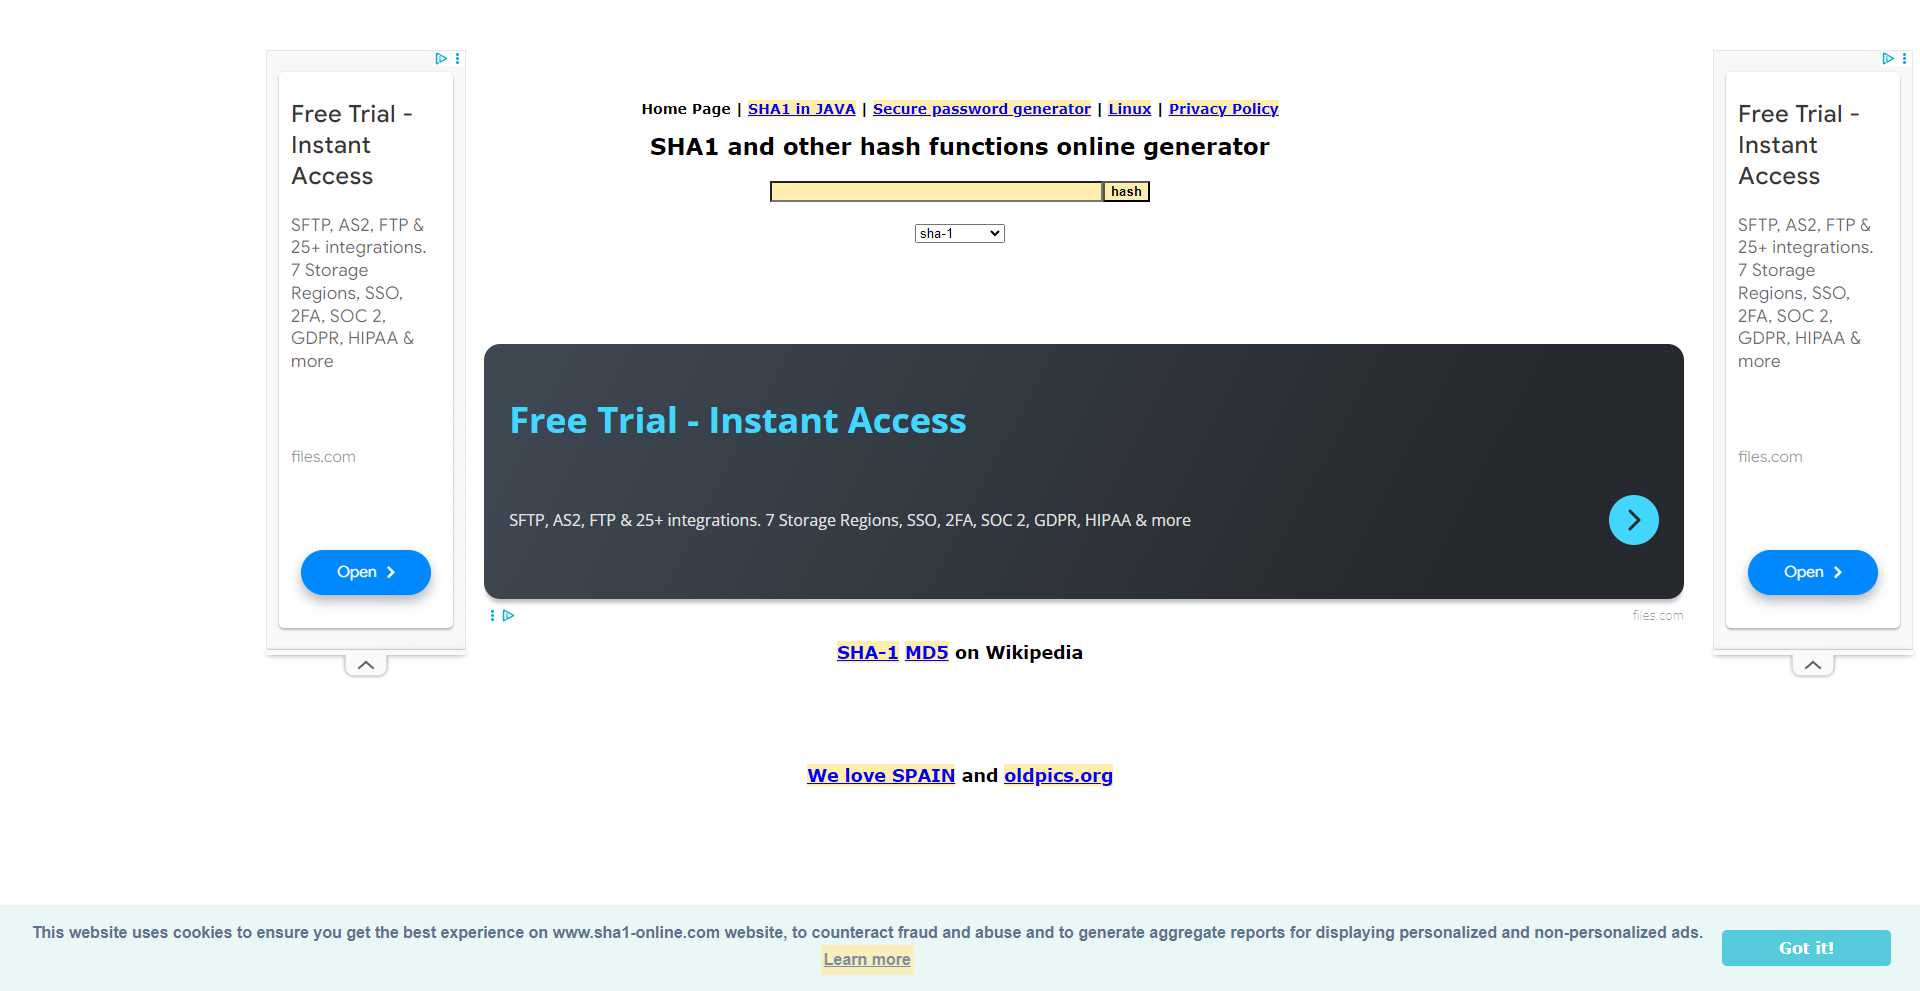 Home Page | SHA1 in JAVA | Secure password generator | Linux | Privacy Policy
SHA1 and other hash functions online generator
hash
sha-1
Free Trial -
Instant
Access
SFTP, AS2, FTP &
25+ integrations.
7 Storage
Regions, SSO,
2FA, SOC 2,
GDPR, HIPAA &
more
files.com
Open
Free Trial - Instant Access
SFTP, AS2, FTP & 25+ integrations. 7 Storage Regions, SSO, 2FA, SOC 2, GDPR, HIPAA & more
files.com
Free Trial -
Instant
Access
SFTP, AS2, FTP &
25+ integrations.
7 Storage
Regions, SSO,
2FA, SOC 2,
GDPR, HIPAA &
more
files.com
Open
SHA-1 MD5 on Wikipedia
We love SPAIN and oldpics.org
This website uses cookies to ensure you get the best experience on www.sha1-online.com website, to counteract fraud and abuse and to generate aggregate reports for displaying personalized and non-personalized ads.
Learn more
Got it!